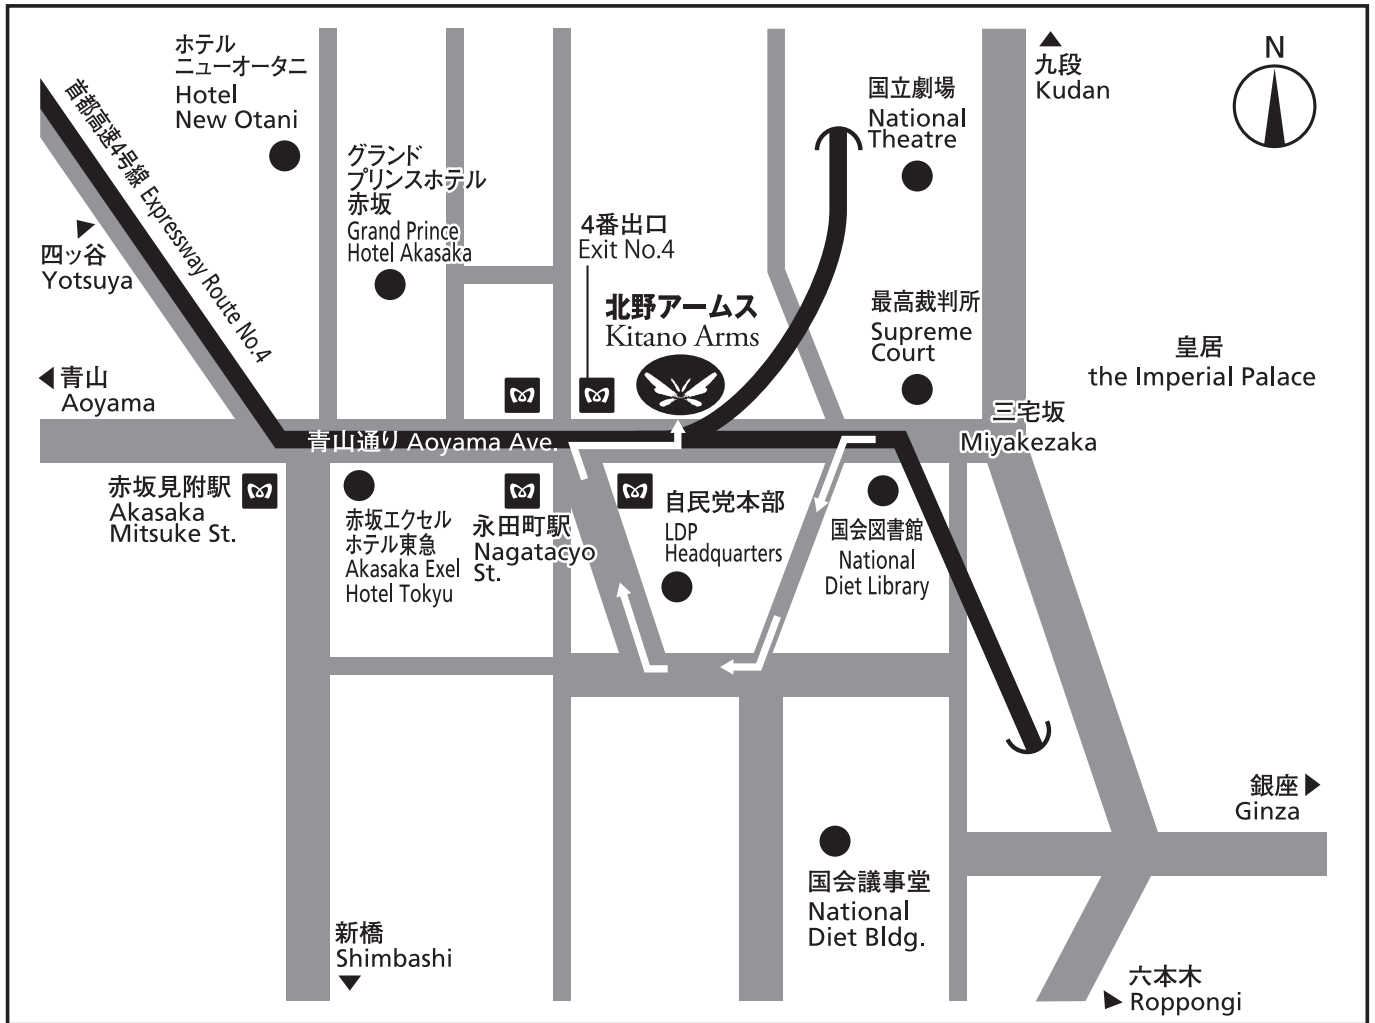 ホテル
ニューオータニ
Hotel
New Otani
首都高速4号線 Expressway Route No.4
グランド
プリンスホテル
赤坂
Grand Prince
Hotel Akasaka
4番出口
Exit No.4
国立劇場
National
Theatre
九段
Kudan
N
四ッ谷
Yotsuya
北野アームス
Kitano Arms
最高裁判所
Supreme
Court
皇居
the Imperial Palace
青山
Aoyama
三宅坂
Miyakezaka
青山通り Aoyama Ave.
赤坂見附駅
Akasaka
Mitsuke St.
赤坂エクセル
ホテル東急
Akasaka Exel
Hotel Tokyu
永田町駅
Nagatacyo
St.
自民党本部
LDP
Headquarters
国会図書館
National
Diet Library
銀座
Ginza
国会議事堂
National
Diet Bldg.
新橋
Shimbashi
六本木
Roppongi